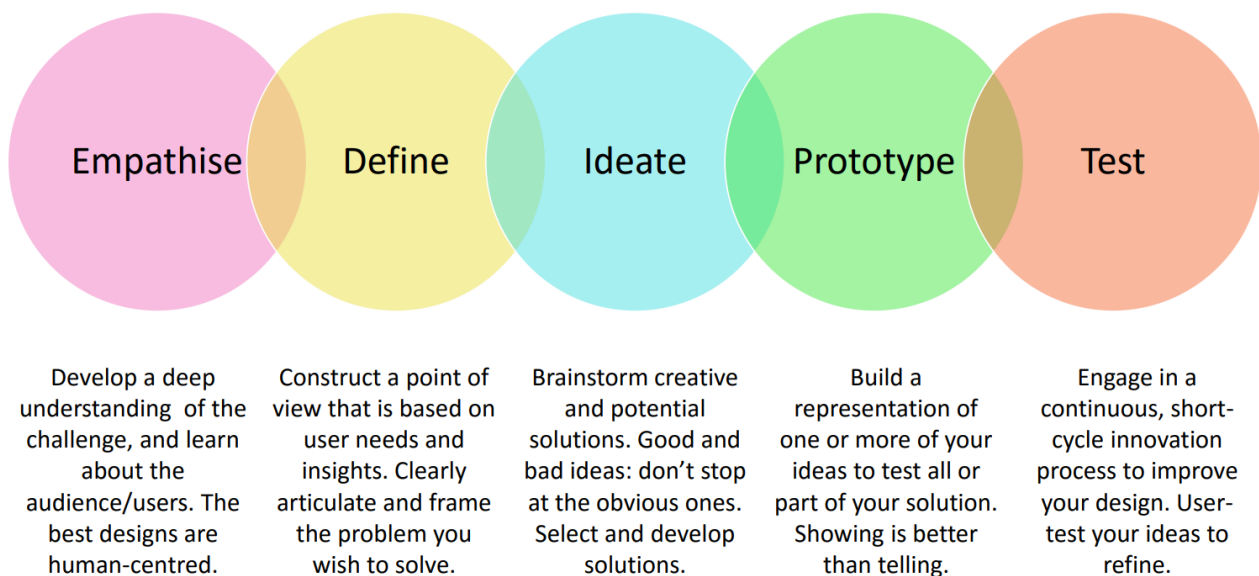 Empathise
Define
Ideate
Prototype
Test
Develop a deep
understanding of the
challenge, and learn
about the
audience/users. The
best designs are
human-centred.
Construct a point of
view that is based on
user needs and
insights. Clearly
articulate and frame
the problem you
wish to solve.
Brainstorm creative
and potential
solutions. Good and
bad ideas: don’t stop
at the obvious ones.
Select and develop
solutions.
Build a
representation of
one or more of your
ideas to test all or
part of your solution.
Showing is better
than telling.
Engage in a
continuous, short-
cycle innovation
process to improve
your design. User-
test your ideas to
refine.